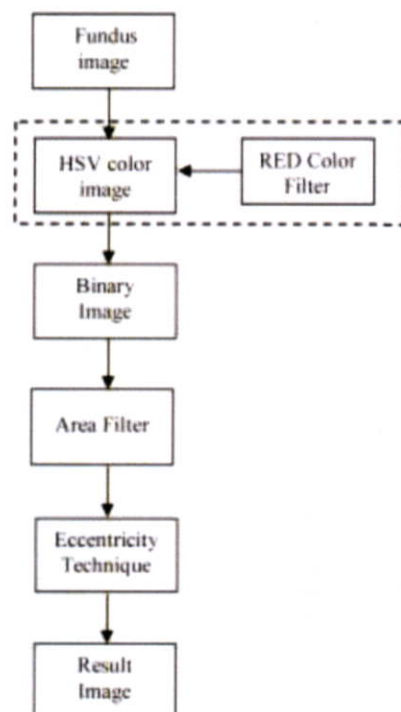 Fundus
image
HSV color
image
RED Color
Filter
Binary
Image
Area Filter
Eccentricity
Technique
Result
Image